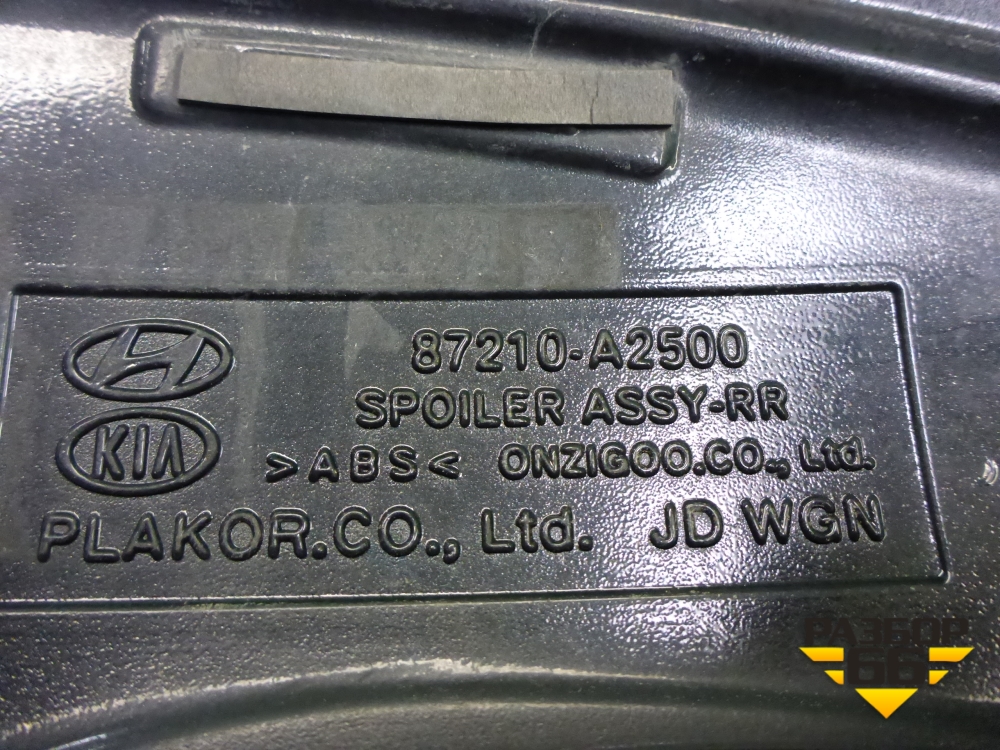 87210-A2500
SPOILER ASSY-RR
KIA >ABS< ONZIGOO.CO., Ltd.
PLAKOR.CO., Ltd. JD WGN
РАЗБОР
66